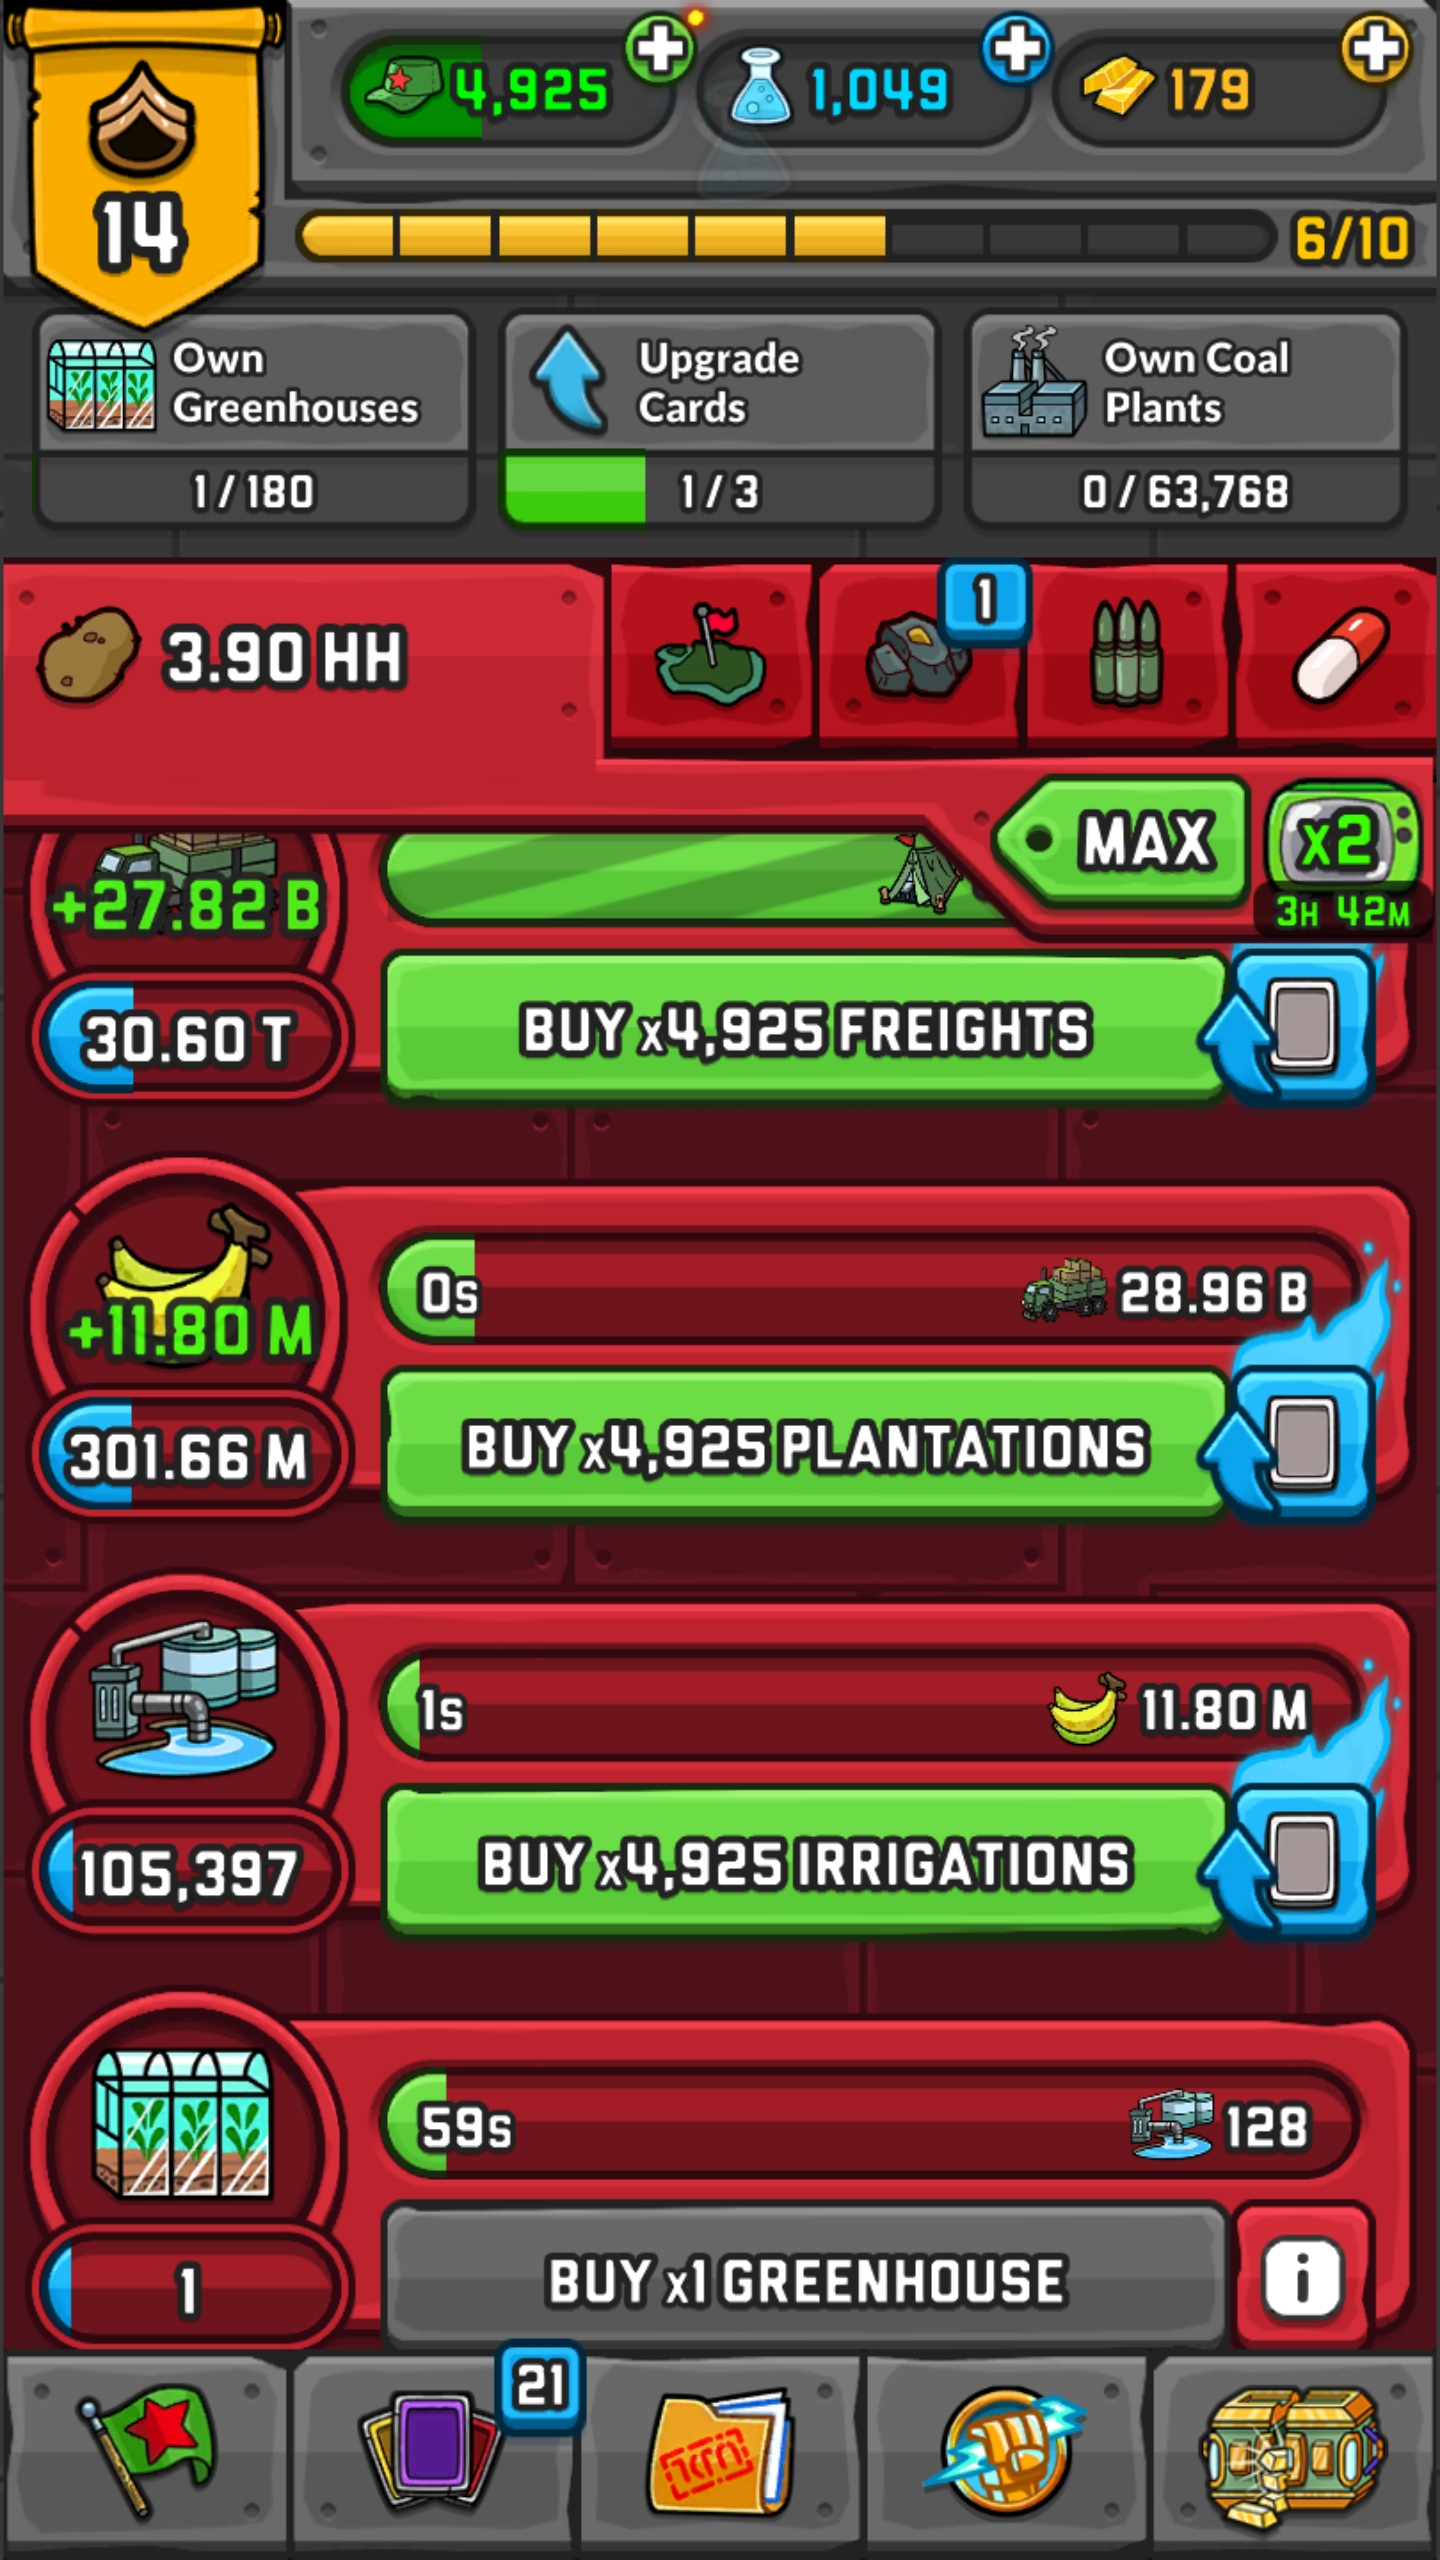 4,925
1,049
179
14
6/10
Own
Greenhouses
1/180
Upgrade
Cards
1/3
Own Coal
Plants
0/63,768
3.90 HH
1
MAX
x2
3H 42M
+27.82 B
30.60 T
BUY x4,925 FREIGHTS
0s
28.96 B
+11.80 M
301.66 M
BUY x4,925 PLANTATIONS
1s
11.80 M
105,397
BUY x4,925 IRRIGATIONS
59s
128
1
BUY x1 GREENHOUSE
i
21